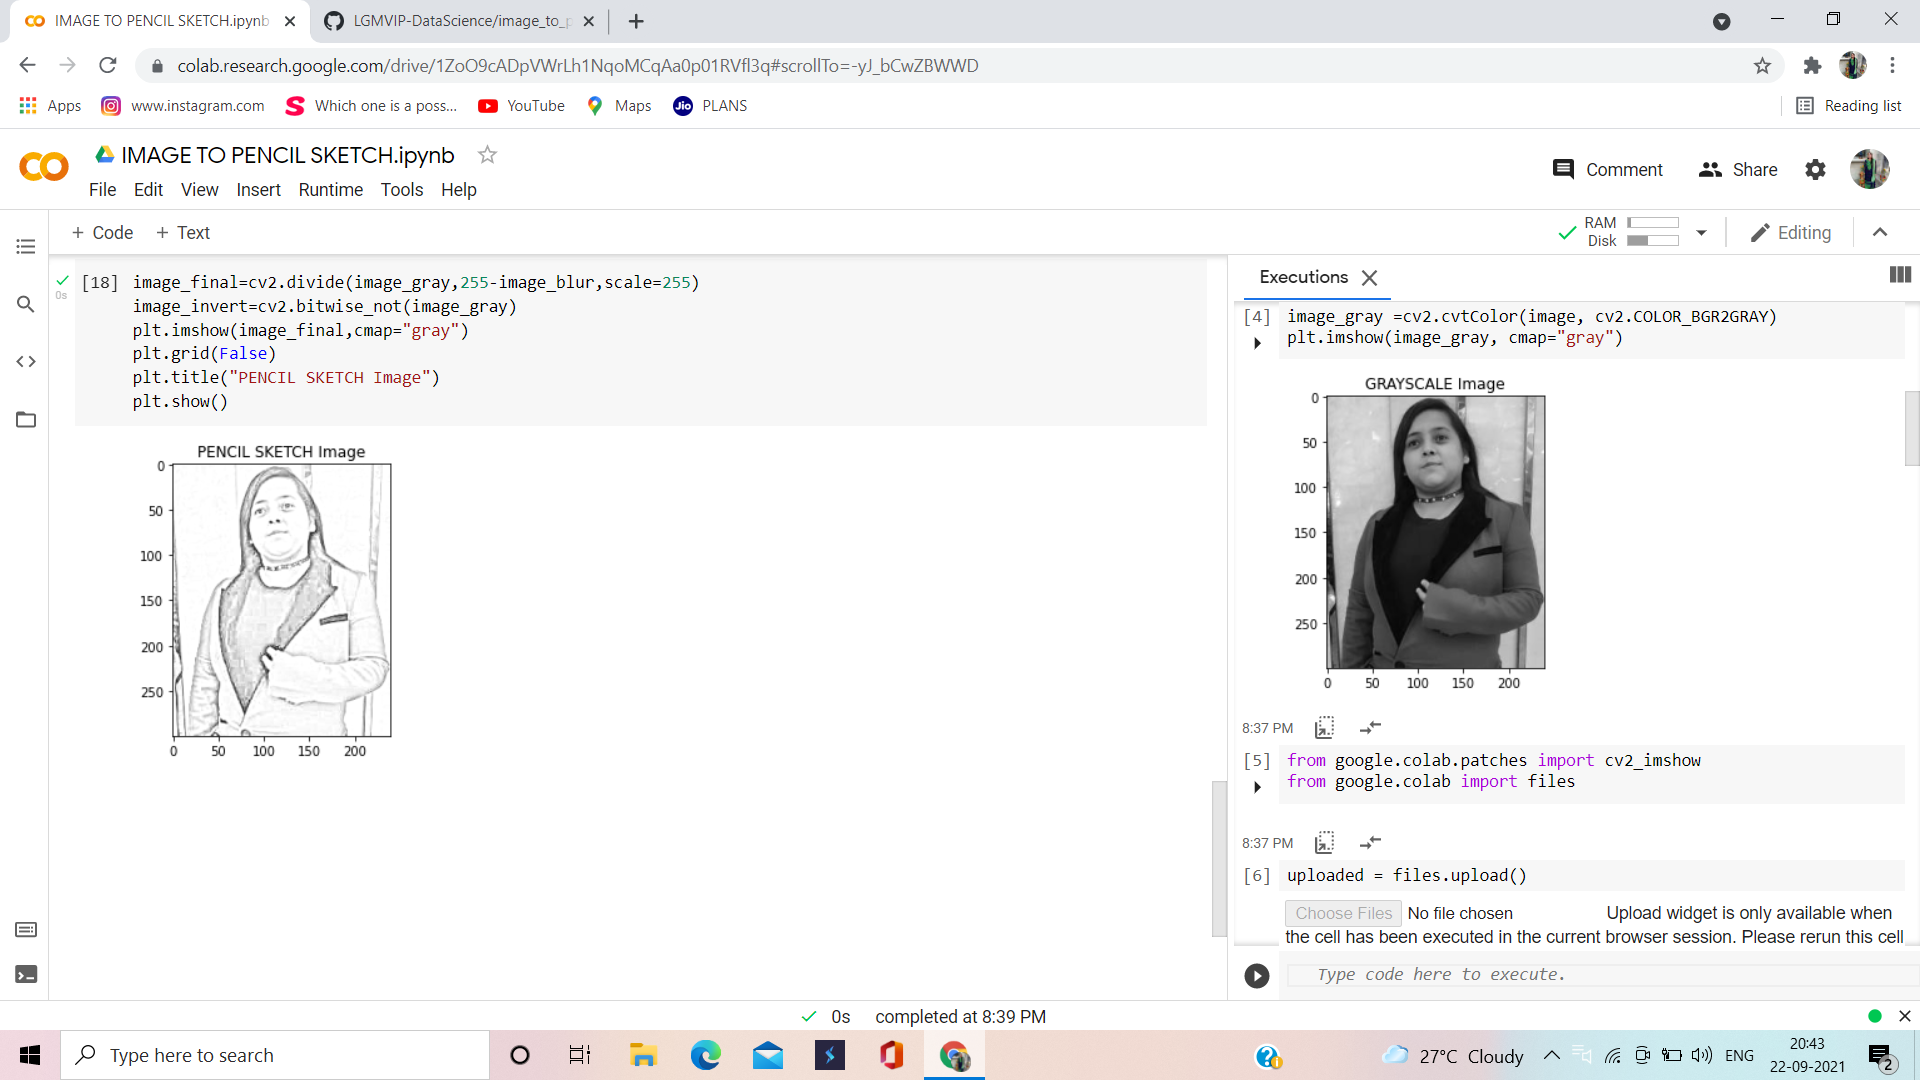 IMAGE TO PENCIL SKETCH.ipynb
LGMVIP-DataScience/image_to_p
colab.research.google.com/drive/1ZoO9cADpVWrLh1NqoMCqAa0p01RVfl3q#scrollTo=-yJ_bCwZBWWD
Apps www.instagram.com Which one is a poss... YouTube Maps Jio PLANS Reading list
IMAGE TO PENCIL SKETCH.ipynb
Comment Share
File Edit View Insert Runtime Tools Help
+ Code + Text
RAM
Disk
Editing
[18] image_final=cv2.divide(image_gray,255-image_blur,scale=255)
0s
image_invert=cv2.bitwise_not(image_gray)
plt.imshow(image_final,cmap="gray")
plt.grid(False)
plt.title("PENCIL SKETCH Image")
plt.show()
PENCIL SKETCH Image
0
50
100
150
200
250
0 50 100 150 200
Executions
[4] image_gray =cv2.cvtColor(image, cv2.COLOR_BGR2GRAY)
plt.imshow(image_gray, cmap="gray")
GRAYSCALE Image
0
50
100
150
200
250
0 50 100 150 200
8:37 PM
[5] from google.colab.patches import cv2_imshow
from google.colab import files
8:37 PM
[6] uploaded = files.upload()
Choose Files No file chosen Upload widget is only available when
the cell has been executed in the current browser session. Please rerun this cell
Type code here to execute.
0s completed at 8:39 PM
Type here to search
27°C Cloudy
ENG
20:43
22-09-2021
2